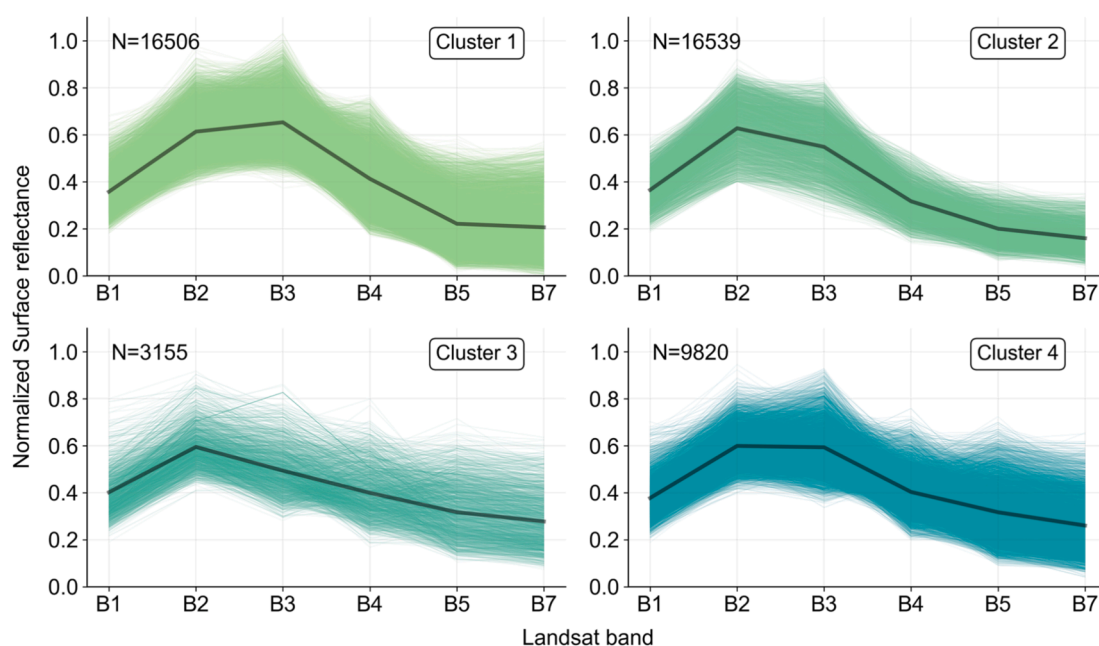 N=16506
Cluster 1
1.0
0.8
0.6
0.4
0.2
0.0
B1 B2 B3 B4 B5 B7
N=16539
Cluster 2
1.0
0.8
0.6
0.4
0.2
0.0
B1 B2 B3 B4 B5 B7
Normalized Surface reflectance
N=3155
Cluster 3
1.0
0.8
0.6
0.4
0.2
0.0
B1 B2 B3 B4 B5 B7
N=9820
Cluster 4
1.0
0.8
0.6
0.4
0.2
0.0
B1 B2 B3 B4 B5 B7
Landsat band